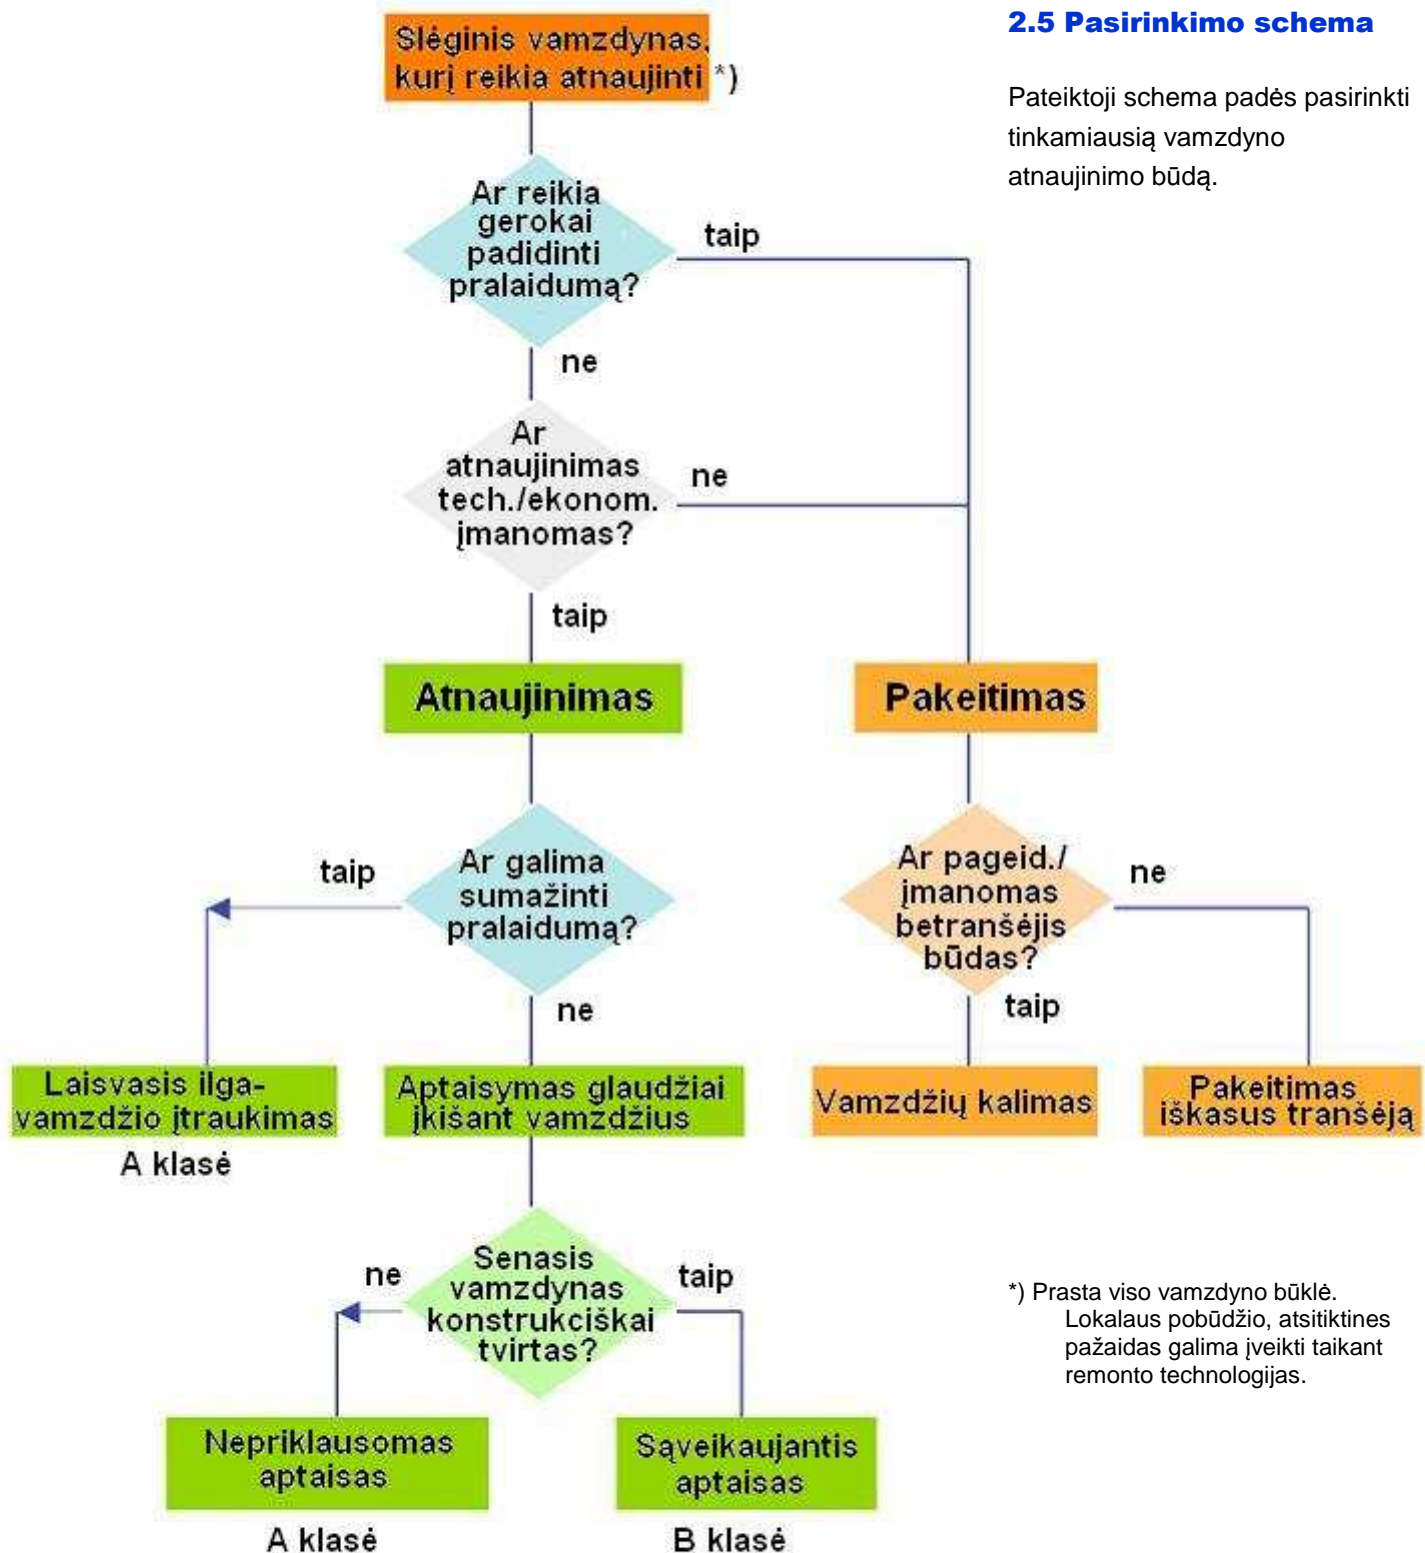 2.5 Pasirinkimo schema
Pateiktoji schema padės pasirinkti
tinkamiausią vamzdyno
atnaujinimo būdą.
Slėginis vamzdynas,
kurį reikia atnaujinti *)
Ar reikia
gerokai
padidinti
pralaidumą?
taip
ne
Ar
atnaujinimas
tech./ekonom.
įmanomas?
ne
taip
Atnaujinimas
Pakeitimas
Ar galima
sumažinti
pralaidumą?
taip
ne
Ar pageid./
įmanomas
betranšėjis
būdas?
ne
taip
Laisvasis ilga-
vamzdžio įtraukimas
A klasė
Aptaisymas glaudžiai
įkišant vamzdžius
Vamzdžių kalimas
Pakeitimas
iškasus tranšėją
Senasis
vamzdynas
konstrukciškai
tvirtas?
ne
taip
*) Prasta viso vamzdyno būklė.
Lokalaus pobūdžio, atsitiktines
pažaidas galima įveikti taikant
remonto technologijas.
Nepriklausomas
aptaisas
A klasė
Sąveikaujantis
aptaisas
B klasė